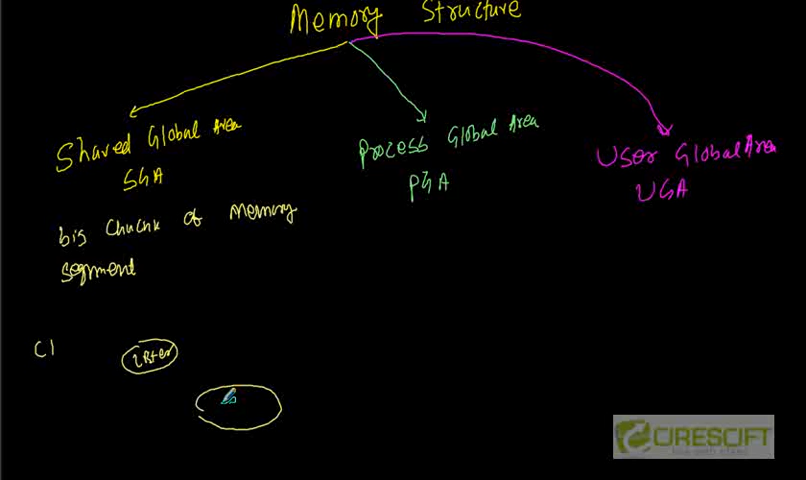 Memory Structure
Shared Global Area
SGA
Process Global Area
PGA
User Global Area
UGA
big Chunk of Memory
segment
C1
CIRESCIFT